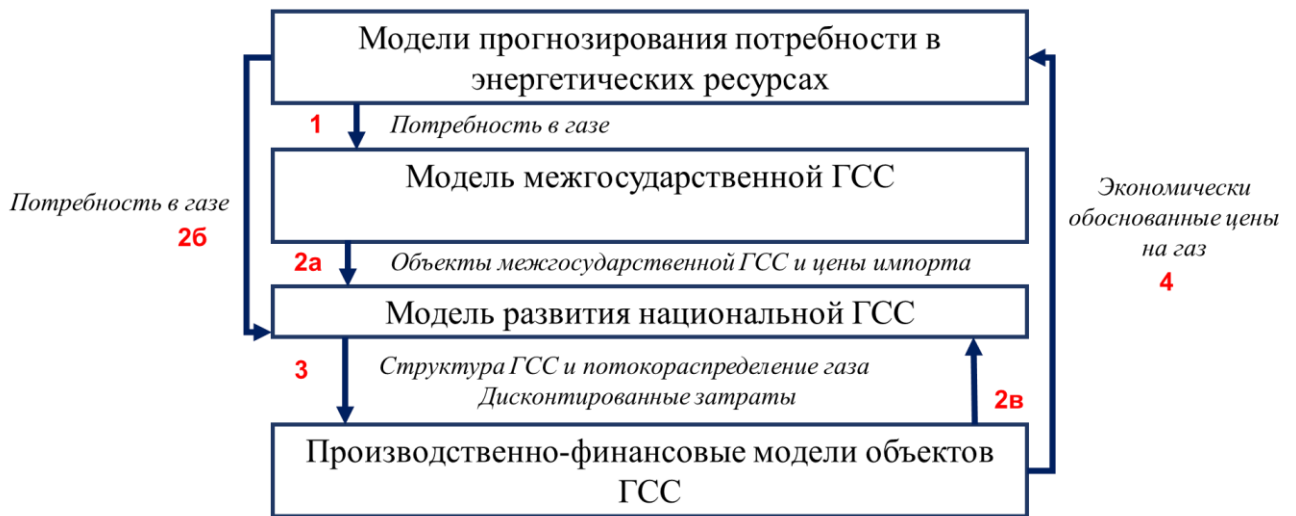 Модели прогнозирования потребности в
энергетических ресурсах
1
Потребность в газе
Модель межгосударственной ГСС
Потребность в газе
2б
Экономически
обоснованные цены
на газ
4
2а
Объекты межгосударственной ГСС и цены импорта
Модель развития национальной ГСС
3
Структура ГСС и потокораспределение газа
Дисконтированные затраты
2в
Производственно-финансовые модели объектов
ГСС